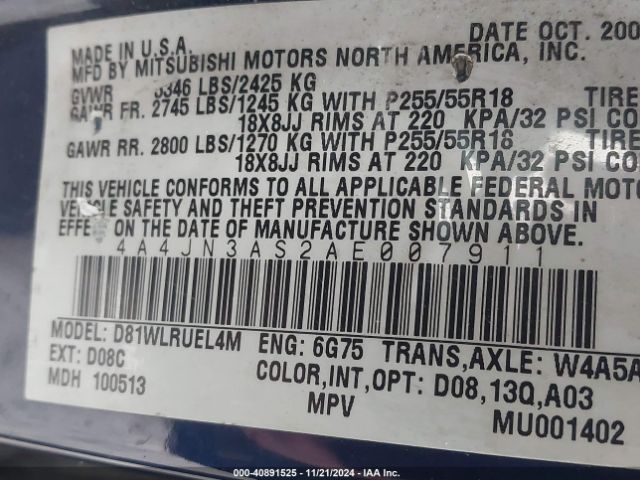 DATE OCT. 200
MADE IN U.S.A.
MFD BY MITSUBISHI MOTORS NORTH AMERICA, INC.
GVWR 5346 LBS/2425 KG
GAWR FR. 2745 LBS/1245 KG WITH P255/55R18 TIRE
18X8JJ RIMS AT 220 KPA/32 PSI CO
GAWR RR. 2800 LBS/1270 KG WITH P255/55R18 TIRE
18X8JJ RIMS AT 220 KPA/32 PSI CO
THIS VEHICLE CONFORMS TO ALL APPLICABLE FEDERAL MOTO
VEHICLE SAFETY AND THEFT PREVENTION STANDARDS IN
EFFE ON THE DATE OF MANUFACTURE SHOWN ABOVE.
4A4JN3AS2AE007911
MODEL: D81WLRUEL4M ENG: 6G75 TRANS,AXLE: W4A5A
EXT: D08C COLOR,INT,OPT: D08,13Q,A03
MDH 100513 MPV MU001402
000-40891525 - 11/21/2024 - IAA Inc.